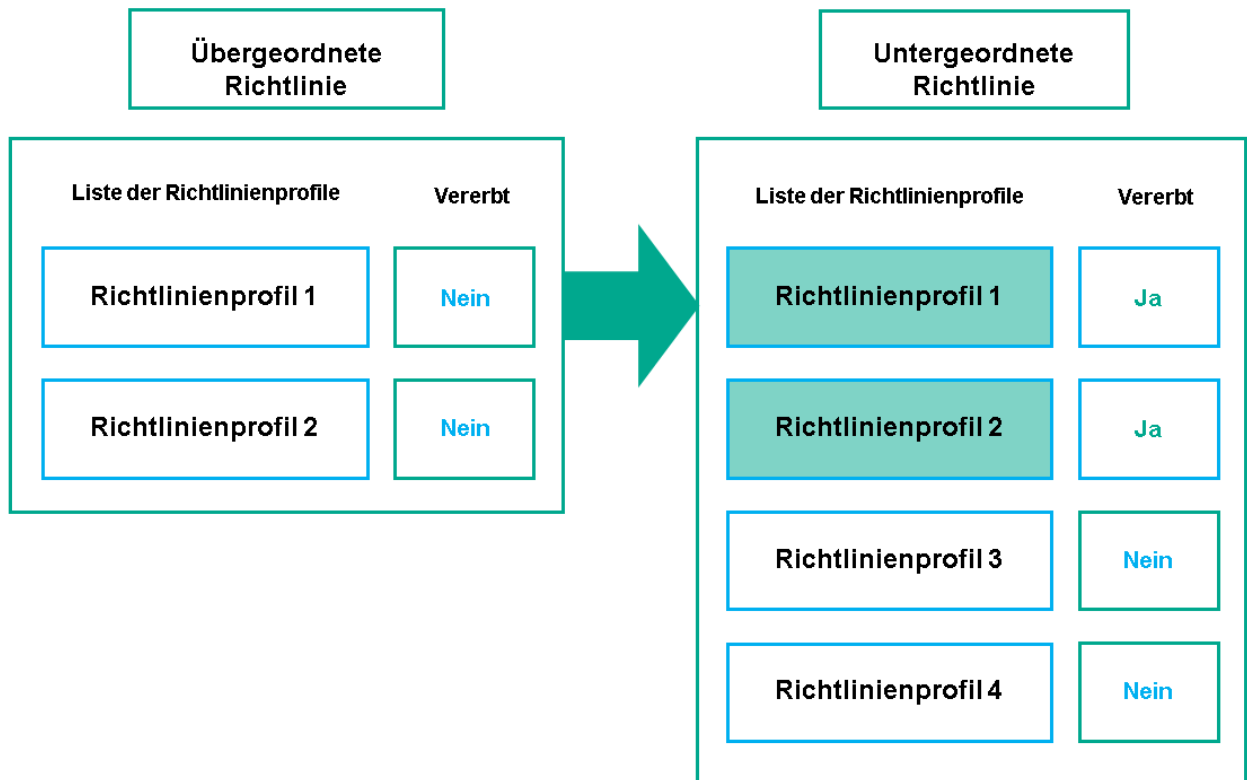 Übergeordnete
Richtlinie
Untergeordnete
Richtlinie
Liste der Richtlinienprofile Vererbt
Richtlinienprofil 1 Nein
Richtlinienprofil 2 Nein
Liste der Richtlinienprofile Vererbt
Richtlinienprofil 1 Ja
Richtlinienprofil 2 Ja
Richtlinienprofil 3 Nein
Richtlinienprofil 4 Nein